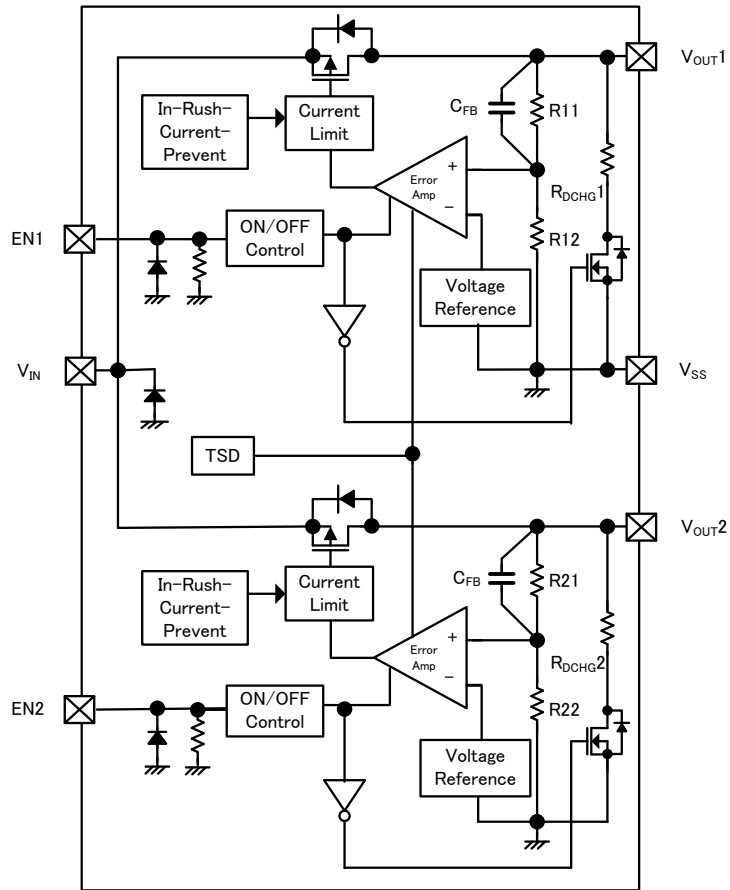 VOUT1
In-Rush-
Current-
Prevent
Current
Limit
CFB
R11
Error
Amp
+
−
RDCHG1
EN1
ON/OFF
Control
R12
Voltage
Reference
VIN
VSS
TSD
VOUT2
In-Rush-
Current-
Prevent
Current
Limit
CFB
R21
Error
Amp
+
−
RDCHG2
EN2
ON/OFF
Control
R22
Voltage
Reference